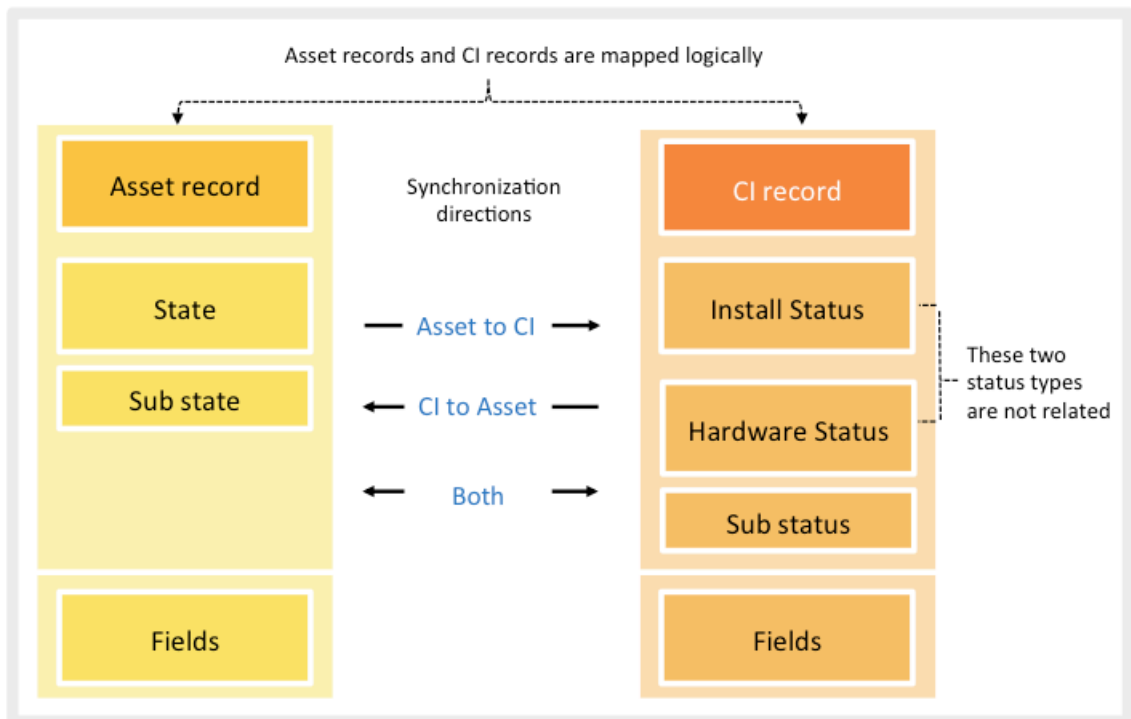 Asset records and CI records are mapped logically
Asset record
Synchronization
directions
CI record
State
Install Status
Asset to CI
These two
status types
are not related
Sub state
CI to Asset
Hardware Status
Both
Sub status
Fields
Fields